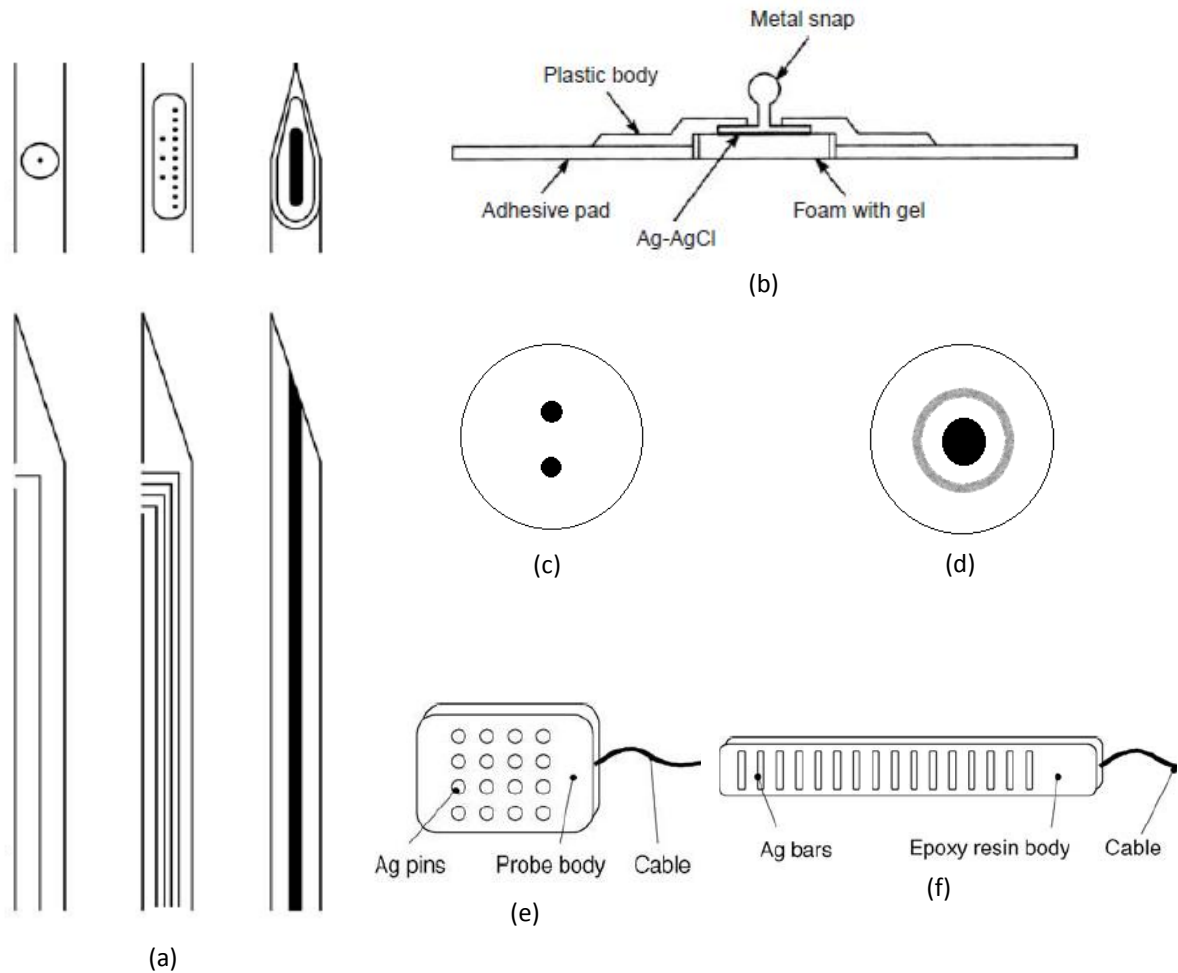 Metal snap
Plastic body
Adhesive pad
Foam with gel
Ag-AgCl
(b)
(c)
(d)
Ag pins
Probe body
Cable
(e)
Ag bars
Epoxy resin body
Cable
(f)
(a)